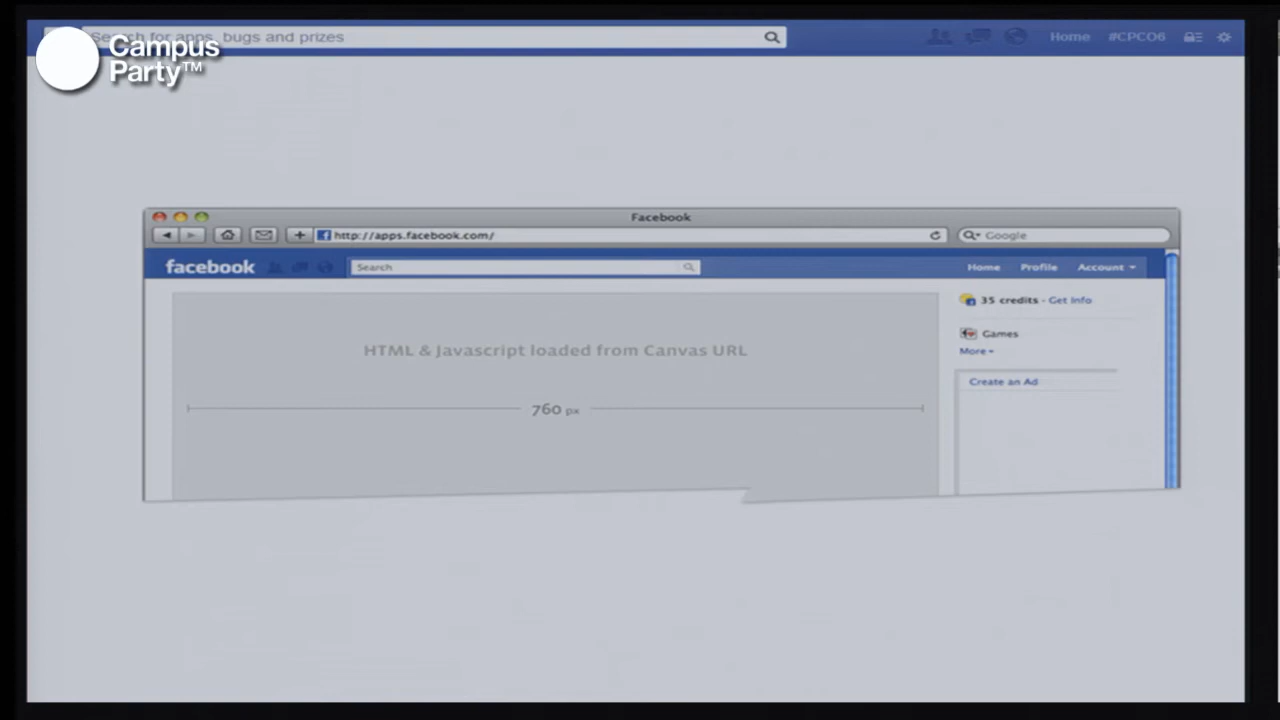 Search for apps, bugs and prizes
Home #CPCO6
Campus
Party™
Facebook
http://apps.facebook.com/
Google
facebook
Search
Home Profile Account
35 credits - Get Info
HTML & Javascript loaded from Canvas URL
Games
More
Create an Ad
760 px